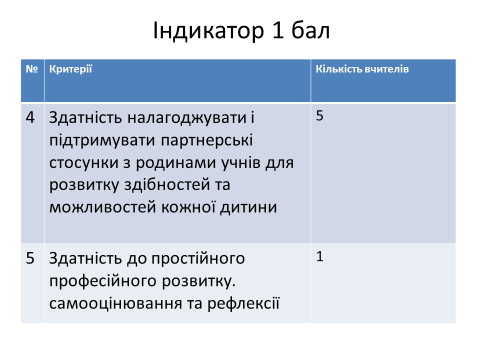 Індикатор 1 бал
№ Критерії Кількість вчителів
4 Здатність налагоджувати і 5
підтримувати партнерські
стосунки з родинами учнів для
розвитку здібностей та
можливостей кожної дитини
5 Здатність до простійного 1
професійного розвитку.
самооцінювання та рефлексії